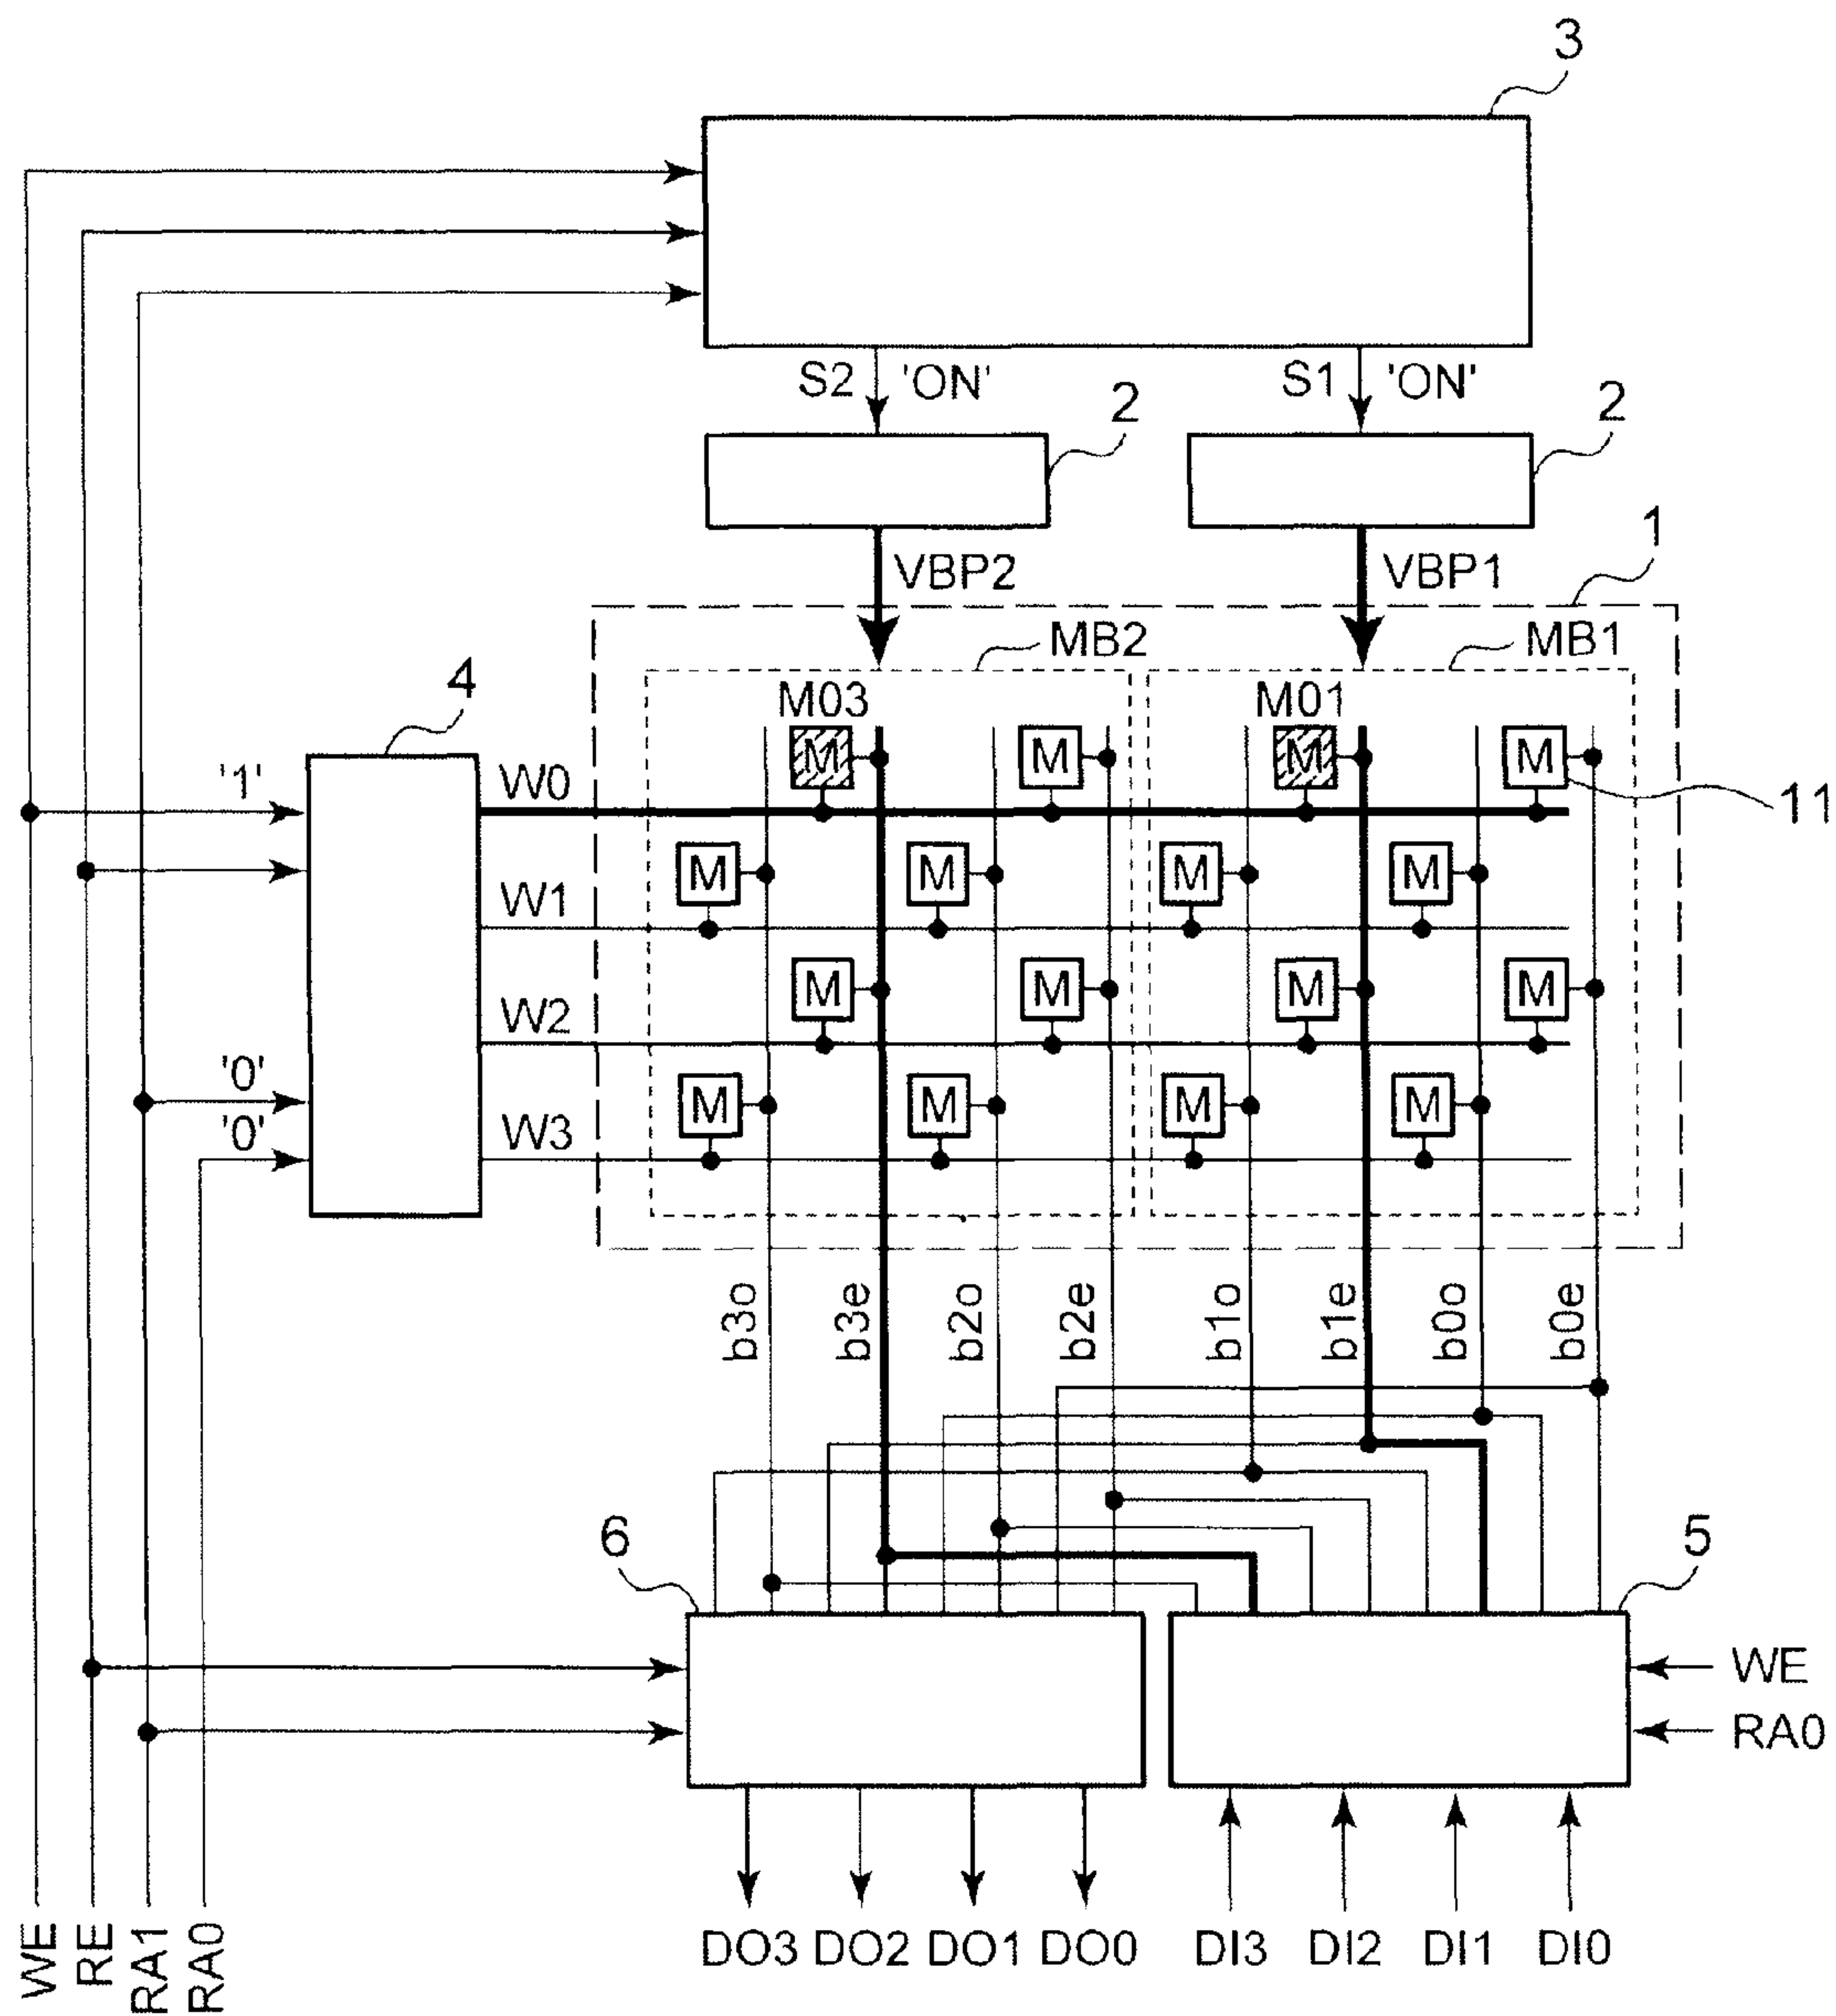 3
S2 'ON' S1 'ON'
2 2
VBP2 VBP1 1
MB2 MB1
4 M03 M01
M M M M
'1' W0 11
M M M M
W1
M M M M
'0' W2
M M M M
'0' W3
b3o b3e b2o b2e b1o b1e b0o b0e
6 5
WE
RA0
WE RE RA1 RA0
DO3 DO2 DO1 DO0 DI3 DI2 DI1 DI0